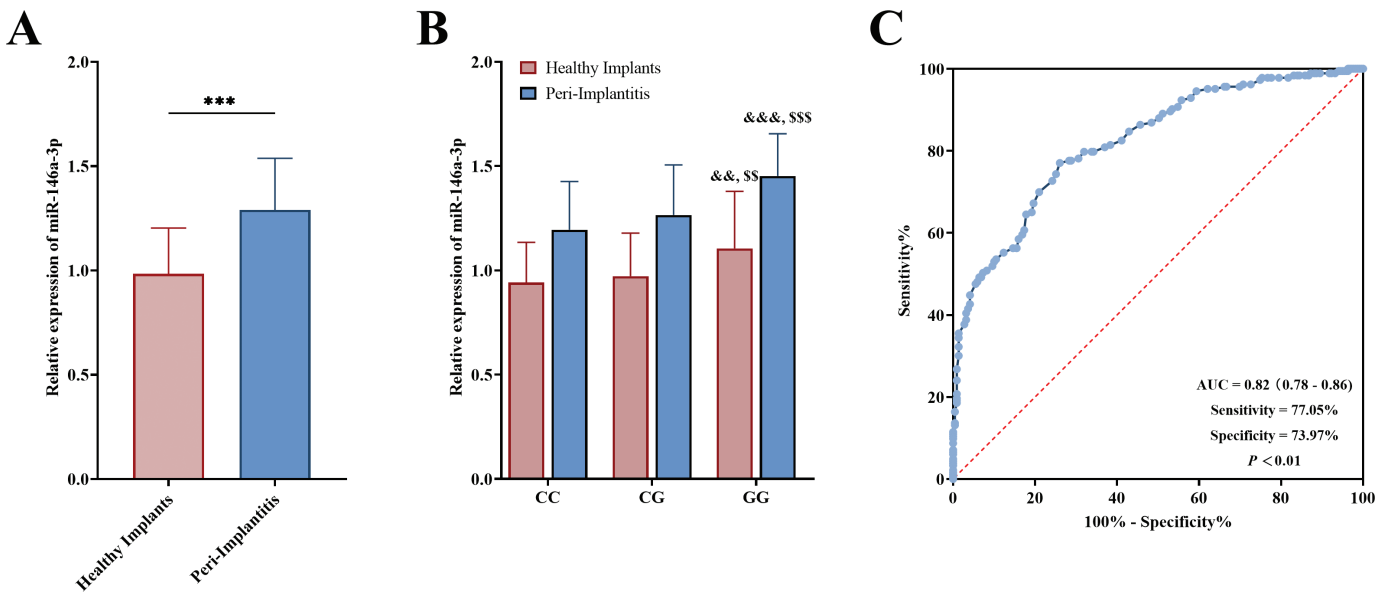 A
Relative expression of miR-146a-3p
2.0
1.5
1.0
0.5
0.0
***
Healthy Implants
Peri-Implantitis
B
Relative expression of miR-146a-3p
2.0
1.5
1.0
0.5
0.0
Healthy Implants
Peri-Implantitis
&&&, $$$
&&, $$
CC
CG
GG
C
Sensitivity%
100
80
60
40
20
0
AUC = 0.82（0.78 - 0.86)
Sensitivity = 77.05%
Specificity = 73.97%
P ＜0.01
0
20
40
60
80
100
100% - Specificity%